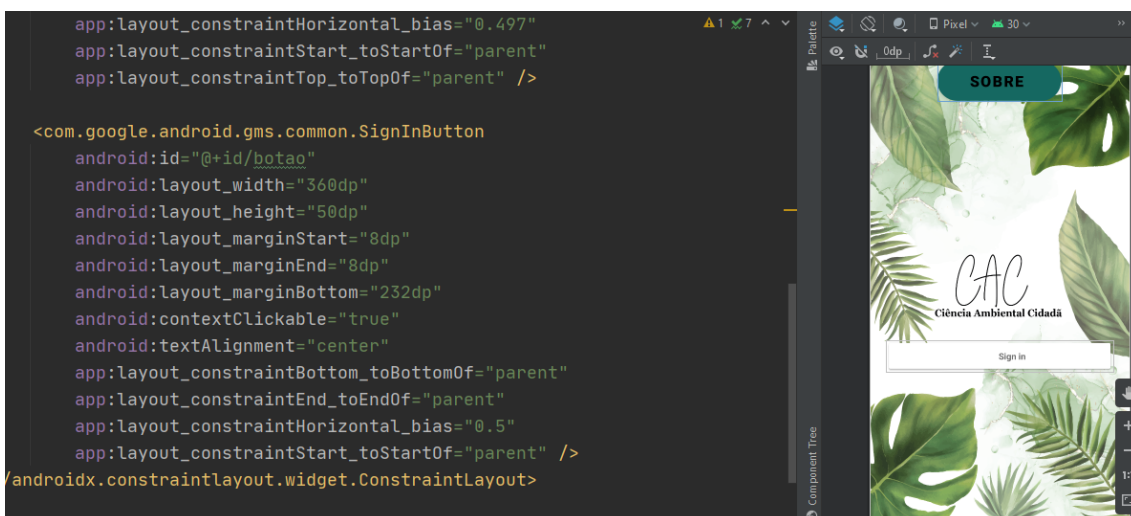 app:layout_constraintHorizontal_bias="0.497"
app:layout_constraintStart_toStartOf="parent"
app:layout_constraintTop_toTopOf="parent" />
<com.google.android.gms.common.SignInButton
android:id="@+id/botao"
android:layout_width="360dp"
android:layout_height="50dp"
android:layout_marginStart="8dp"
android:layout_marginEnd="8dp"
android:layout_marginBottom="232dp"
android:contextClickable="true"
android:textAlignment="center"
app:layout_constraintBottom_toBottomOf="parent"
app:layout_constraintEnd_toEndOf="parent"
app:layout_constraintHorizontal_bias="0.5"
app:layout_constraintStart_toStartOf="parent" />
/androidx.constraintlayout.widget.ConstraintLayout>
1 7
Palette
Component Tree
Pixel 30
0dp
SOBRE
CAC
Ciência Ambiental Cidadã
Sign in
1: